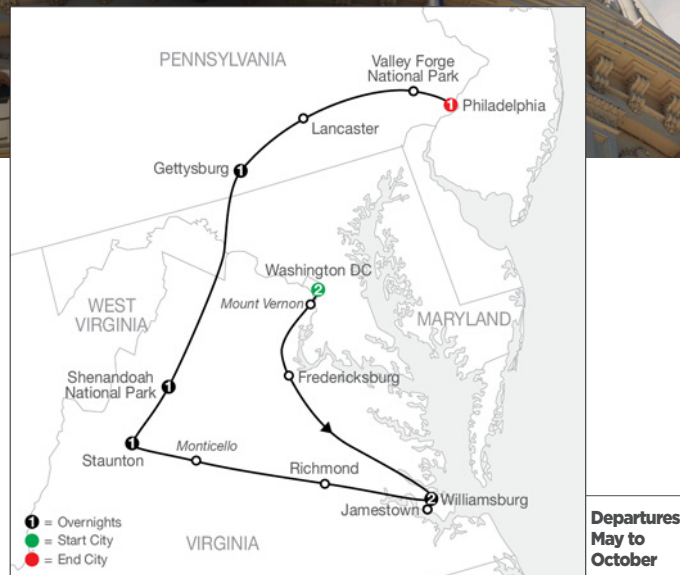 PENNSYLVANIA
Valley Forge
National Park
1 Philadelphia
Lancaster
Gettysburg 1
Washington DC
2
Mount Vernon
WEST
VIRGINIA
MARYLAND
Fredericksburg
Shenandoah
National Park
1
1
Staunton
Monticello
Richmond
2 Williamsburg
Jamestown
VIRGINIA
1 = Overnights
= Start City
= End City
Departures
May to
October